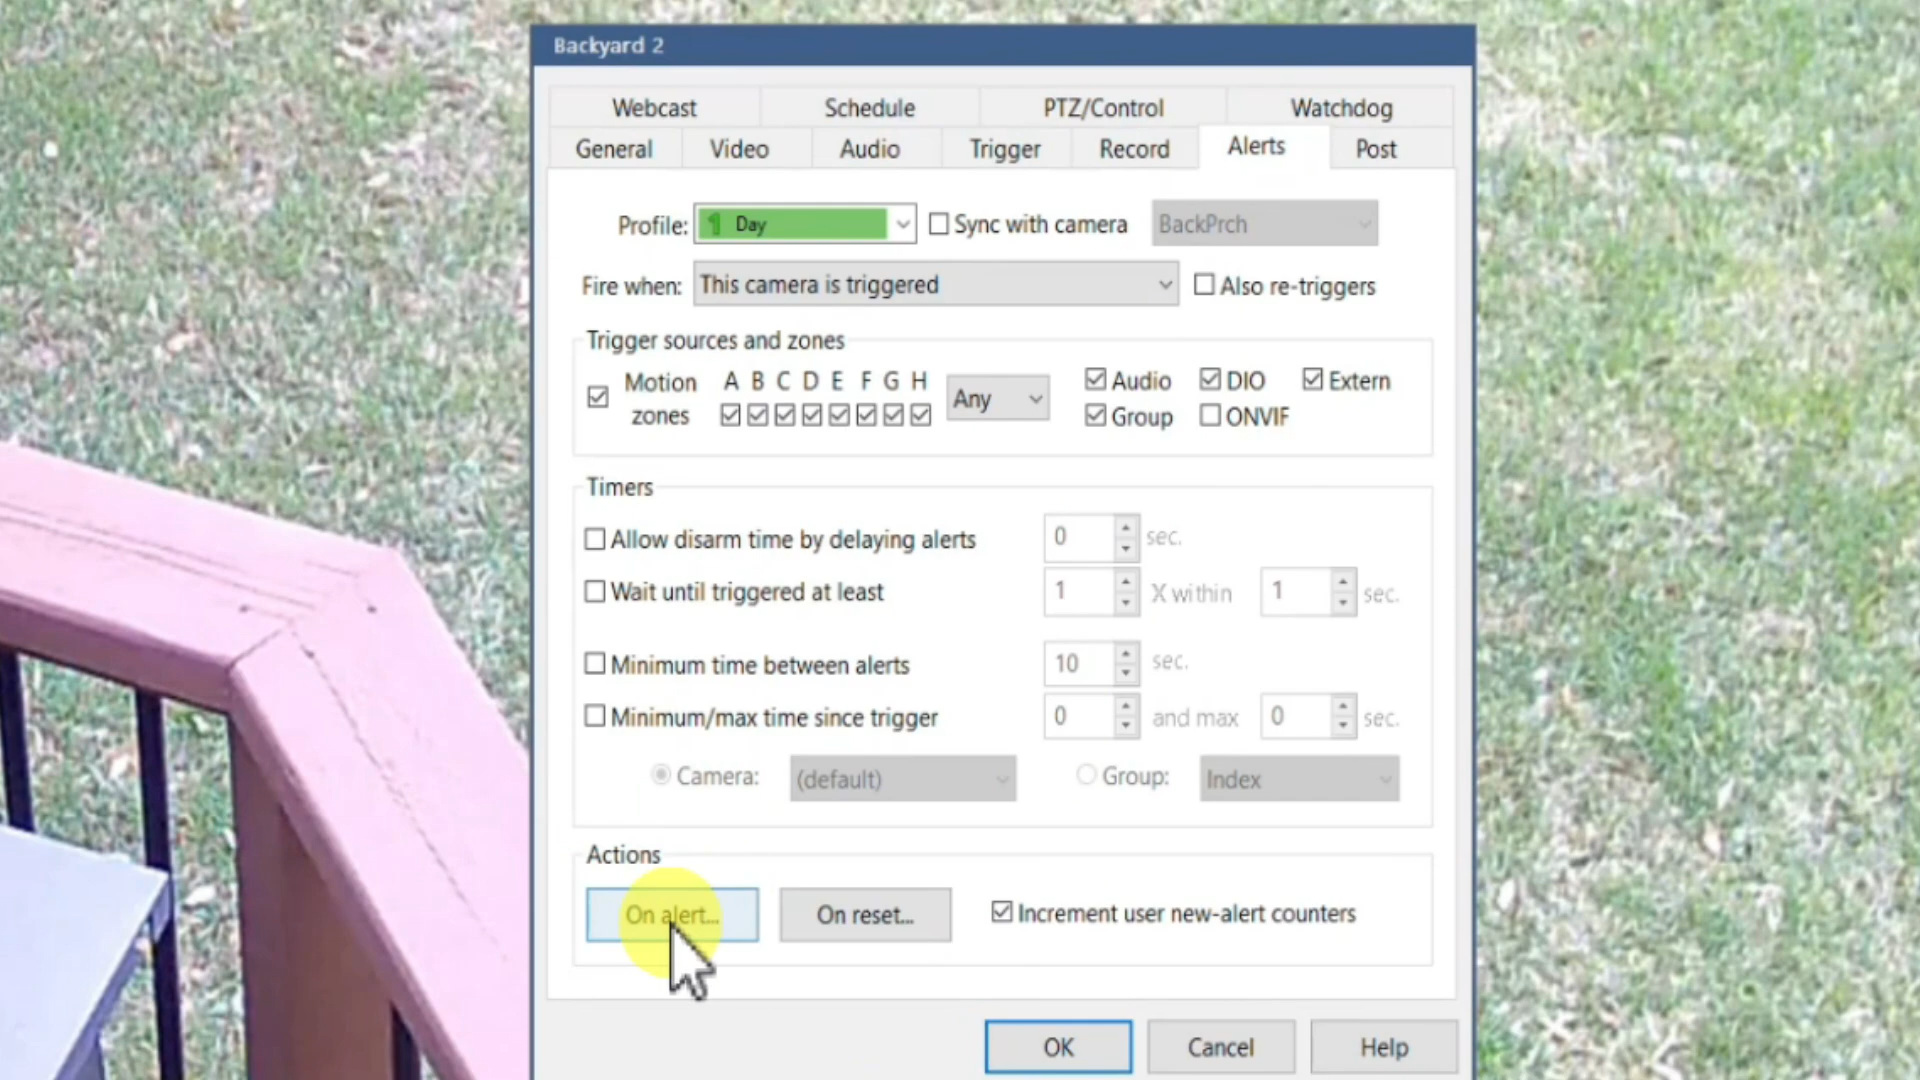 Backyard 2
Webcast Schedule PTZ/Control Watchdog
General Video Audio Trigger Record Alerts Post
Profile: 1 Day Sync with camera BackPrch
Fire when: This camera is triggered Also re-triggers
Trigger sources and zones
Motion zones A B C D E F G H Any Audio DIO Extern
Group ONVIF
Timers
Allow disarm time by delaying alerts 0 sec.
Wait until triggered at least 1 X within 1 sec.
Minimum time between alerts 10 sec.
Minimum/max time since trigger 0 and max 0 sec.
Camera: (default) Group: Index
Actions
On alert... On reset... Increment user new-alert counters
OK Cancel Help